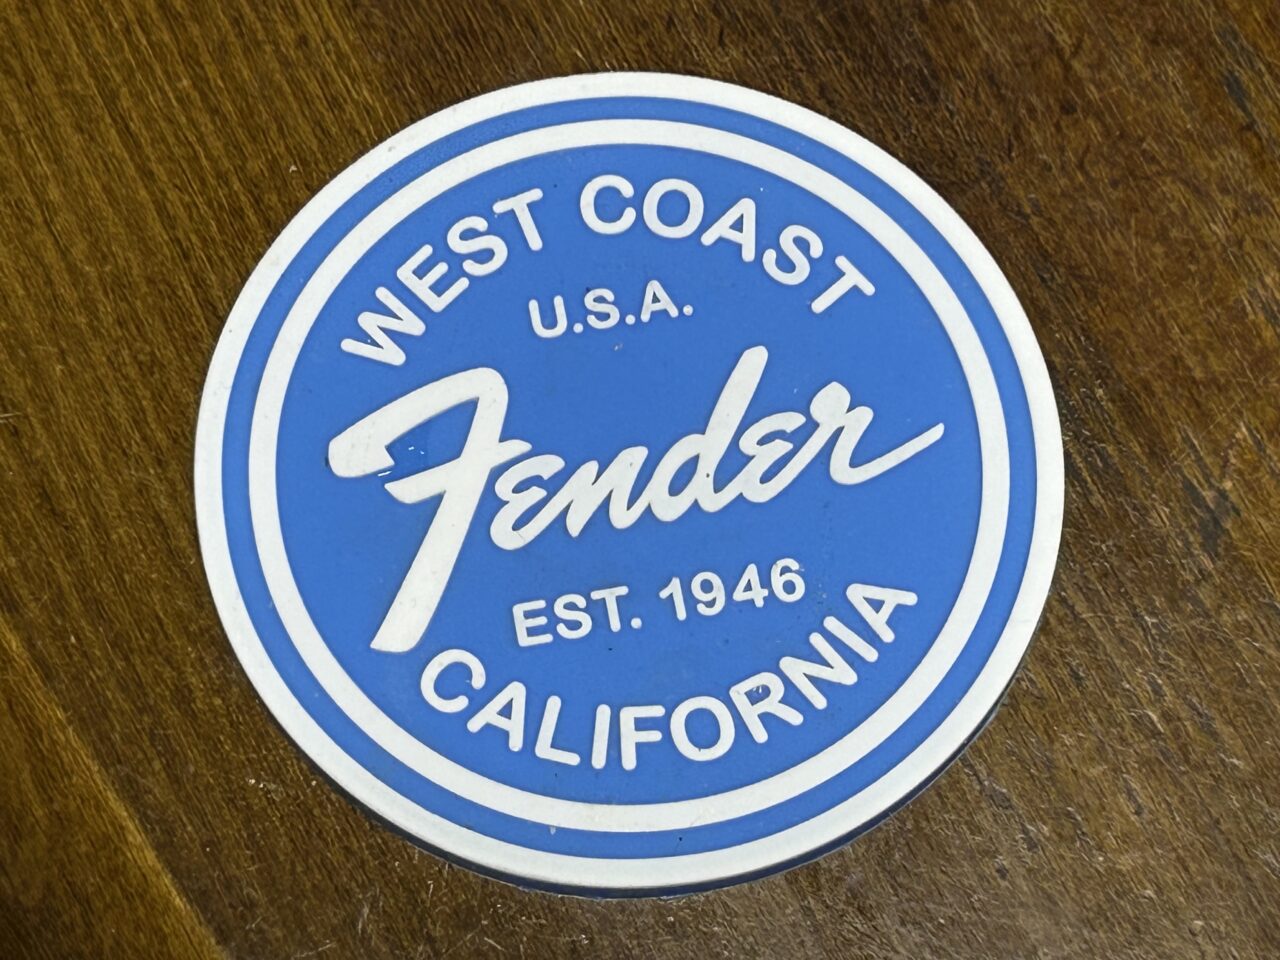 WEST COAST
U.S.A.
Fender
EST. 1946
CALIFORNIA